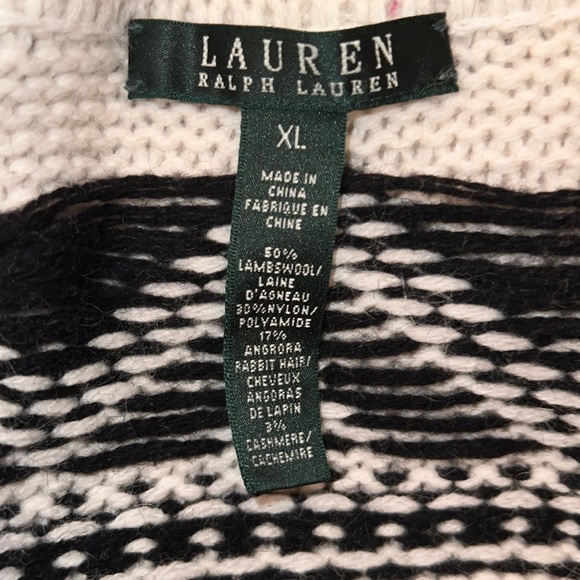 LAUREN
RALPH LAUREN
XL
MADE IN
CHINA
FABRIQUE EN
CHINE
50%
LAMBSWOOL/
LAINE
D'AGNEAU
30%NYLON/
POLYAMIDE
17%
ANGRORA
RABBIT HAIR/
CHEVEUX
ANGORAS
DE LAPIN
3%
CASHMERE/
CACHEMIRE